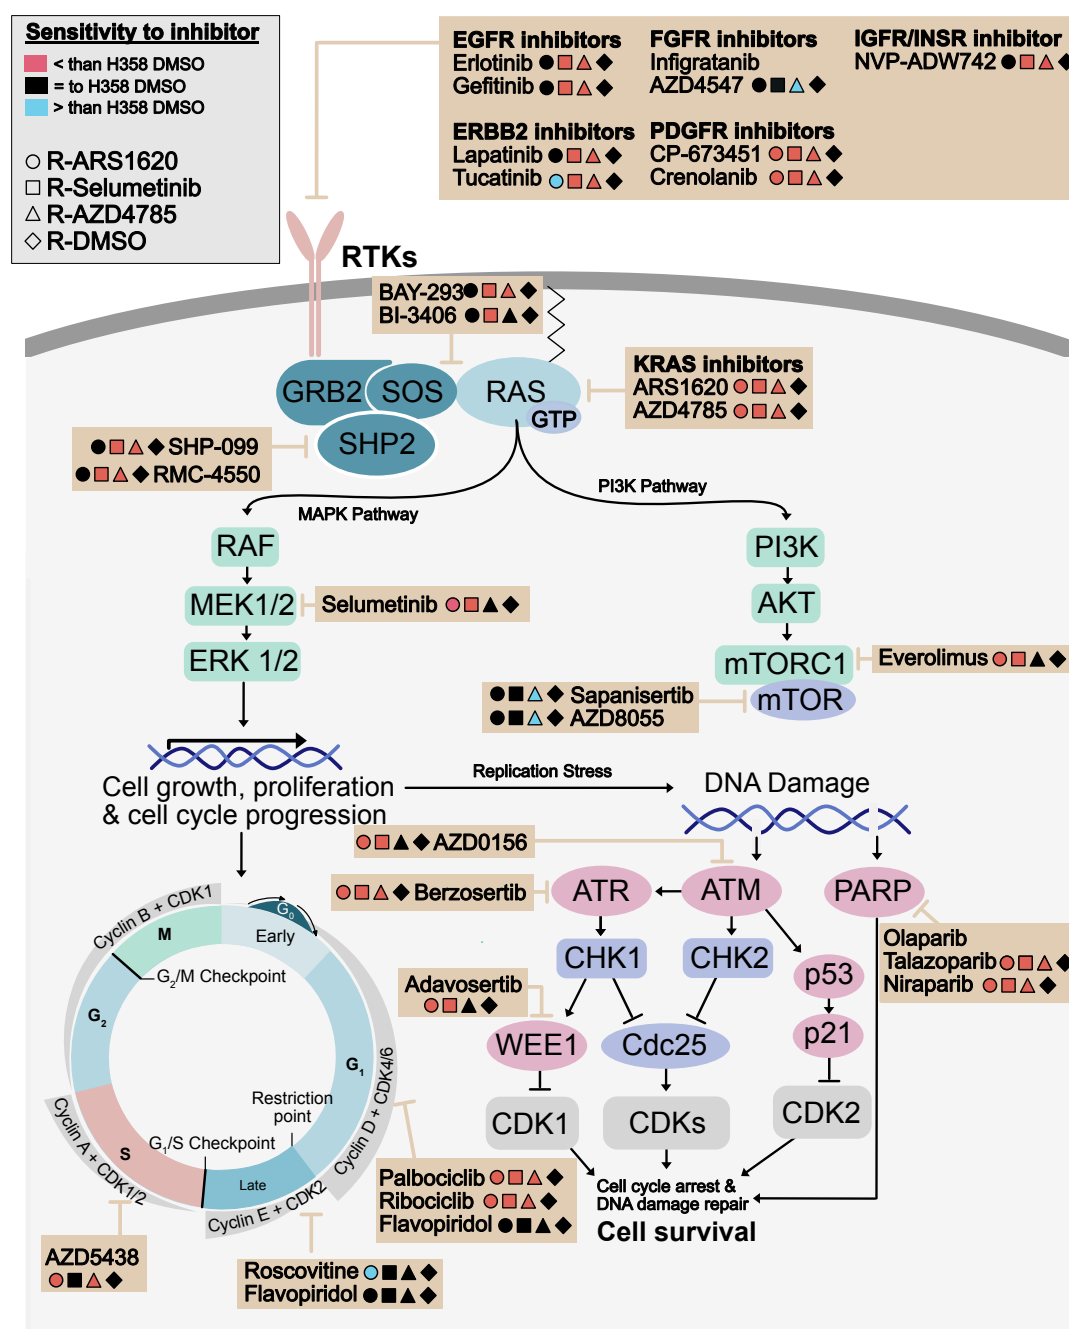 Sensitivity to inhibitor
< than H358 DMSO
= to H358 DMSO
> than H358 DMSO
R-ARS1620
R-Selumetinib
R-AZD4785
R-DMSO
EGFR inhibitors
Erlotinib
Gefitinib
FGFR inhibitors
Infigratanib
AZD4547
IGFR/INSR inhibitor
NVP-ADW742
ERBB2 inhibitors
Lapatinib
Tucatinib
PDGFR inhibitors
CP-673451
Crenolanib
RTKs
BAY-293
BI-3406
GRB2
SOS
RAS
GTP
SHP2
KRAS inhibitors
ARS1620
AZD4785
SHP-099
RMC-4550
MAPK Pathway
PI3K Pathway
RAF
MEK1/2
ERK 1/2
Selumetinib
PI3K
AKT
mTORC1
mTOR
Everolimus
Sapanisertib
AZD8055
Cell growth, proliferation
& cell cycle progression
Replication Stress
DNA Damage
AZD0156
Berzosertib
ATR
ATM
PARP
CHK1
CHK2
p53
p21
Olaparib
Talazoparib
Niraparib
Adavosertib
WEE1
Cdc25
CDK1
CDKs
CDK2
Cell cycle arrest &
DNA damage repair
Cell survival
Cyclin B + CDK1
M
G0
Early
G2/M Checkpoint
G2
G1
Cyclin D + CDK4/6
Restriction
point
G1/S Checkpoint
S
Late
Cyclin A + CDK1/2
Cyclin E + CDK2
Palbociclib
Ribociclib
Flavopiridol
AZD5438
Roscovitine
Flavopiridol